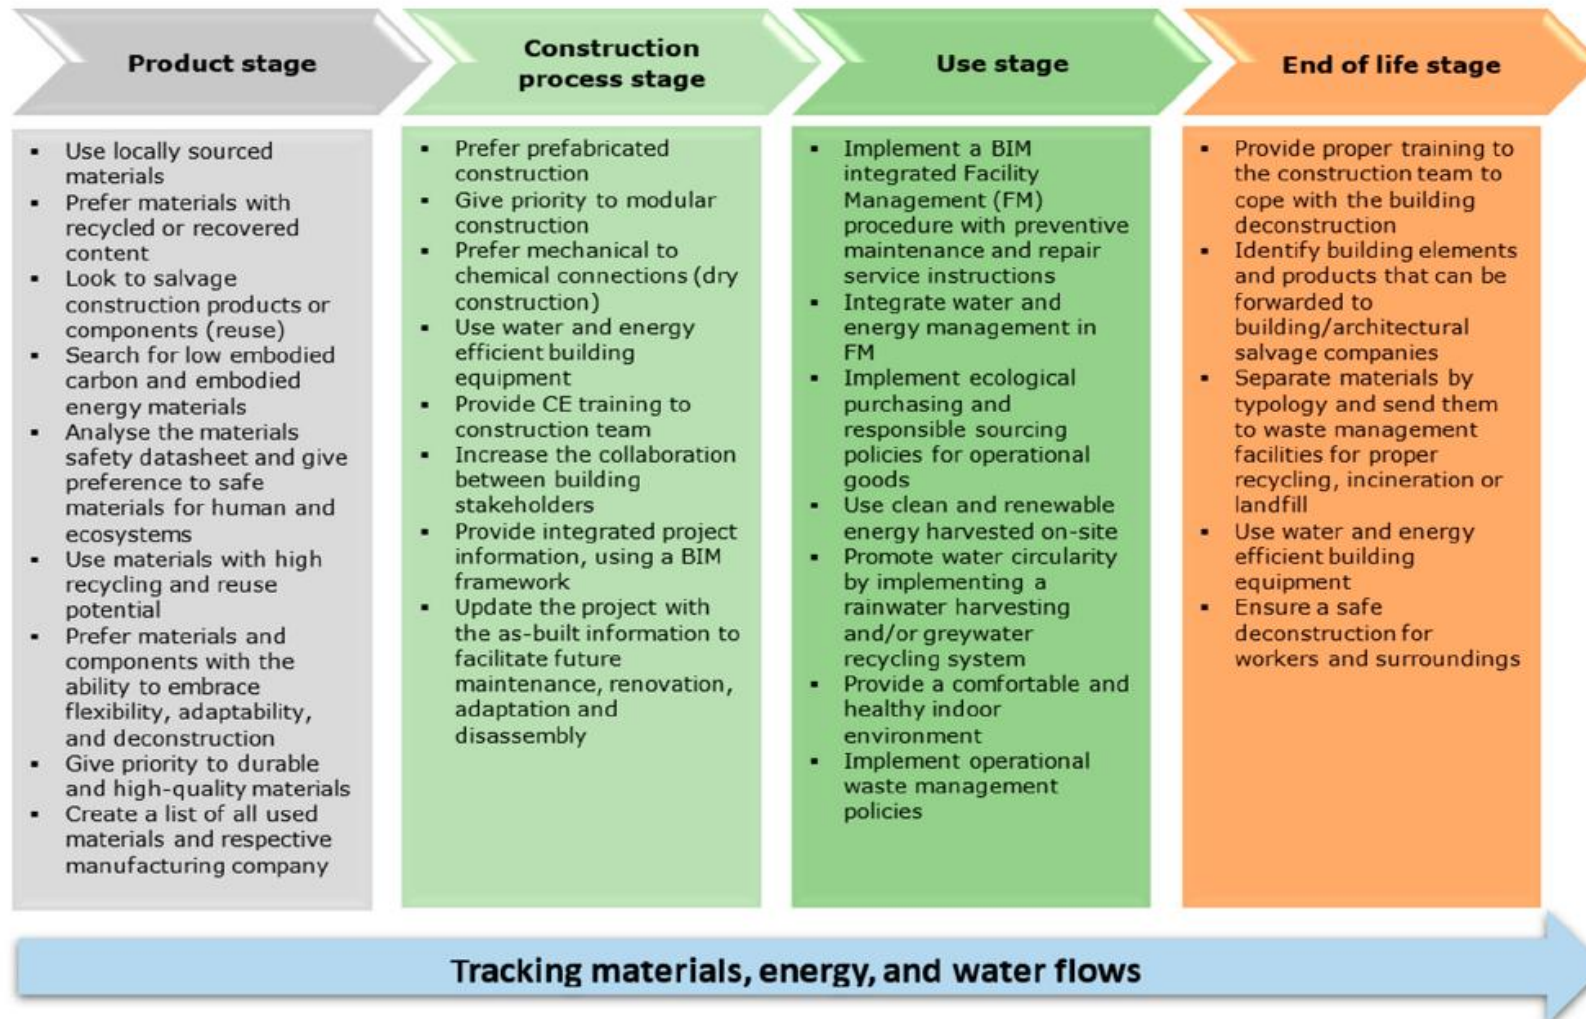 Product stage
Construction
process stage
Use stage
End of life stage
▪ Use locally sourced
materials
▪ Prefer materials with
recycled or recovered
content
▪ Look to salvage
construction products or
components (reuse)
▪ Search for low embodied
carbon and embodied
energy materials
▪ Analyse the materials
safety datasheet and give
preference to safe
materials for human and
ecosystems
▪ Use materials with high
recycling and reuse
potential
▪ Prefer materials and
components with the
ability to embrace
flexibility, adaptability,
and deconstruction
▪ Give priority to durable
and high-quality materials
▪ Create a list of all used
materials and respective
manufacturing company
▪ Prefer prefabricated
construction
▪ Give priority to modular
construction
▪ Prefer mechanical to
chemical connections (dry
construction)
▪ Use water and energy
efficient building
equipment
▪ Provide CE training to
construction team
▪ Increase the collaboration
between building
stakeholders
▪ Provide integrated project
information, using a BIM
framework
▪ Update the project with
the as-built information to
facilitate future
maintenance, renovation,
adaptation and
disassembly
▪ Implement a BIM
integrated Facility
Management (FM)
procedure with preventive
maintenance and repair
service instructions
▪ Integrate water and
energy management in
FM
▪ Implement ecological
purchasing and
responsible sourcing
policies for operational
goods
▪ Use clean and renewable
energy harvested on-site
▪ Promote water circularity
by implementing a
rainwater harvesting
and/or greywater
recycling system
▪ Provide a comfortable and
healthy indoor
environment
▪ Implement operational
waste management
policies
▪ Provide proper training to
the construction team to
cope with the building
deconstruction
▪ Identify building elements
and products that can be
forwarded to
building/architectural
salvage companies
▪ Separate materials by
typology and send them
to waste management
facilities for proper
recycling, incineration or
landfill
▪ Use water and energy
efficient building
equipment
▪ Ensure a safe
deconstruction for
workers and surroundings
Tracking materials, energy, and water flows